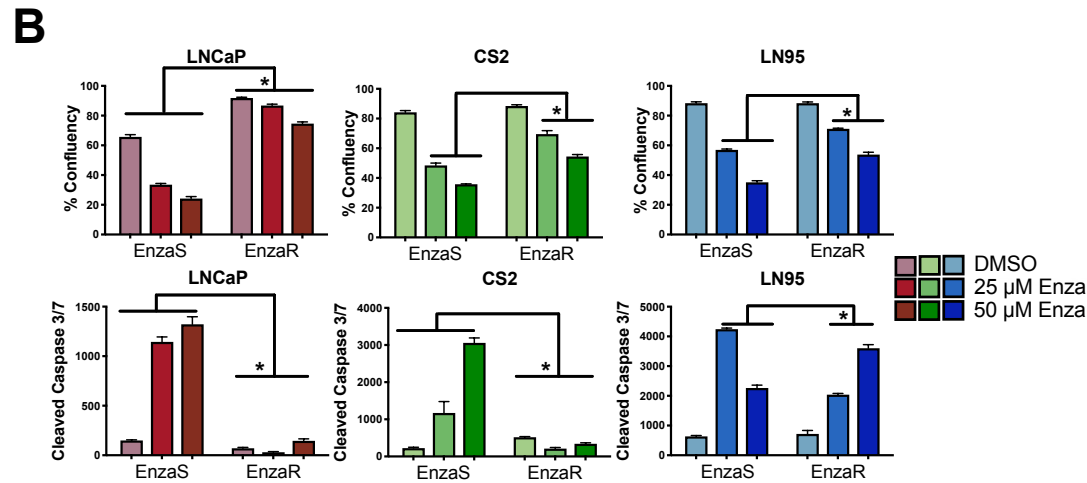 B
LNCaP
% Confluency
100
80
60
40
20
0
*
EnzaS
EnzaR
CS2
% Confluency
100
80
60
40
20
0
*
EnzaS
EnzaR
LN95
% Confluency
100
80
60
40
20
0
*
EnzaS
EnzaR
LNCaP
Cleaved Caspase 3/7
1500
1000
500
0
*
EnzaS
EnzaR
CS2
Cleaved Caspase 3/7
4000
3000
2000
1000
0
*
EnzaS
EnzaR
LN95
Cleaved Caspase 3/7
5000
4000
3000
2000
1000
0
*
EnzaS
EnzaR
DMSO
25 µM Enza
50 µM Enza